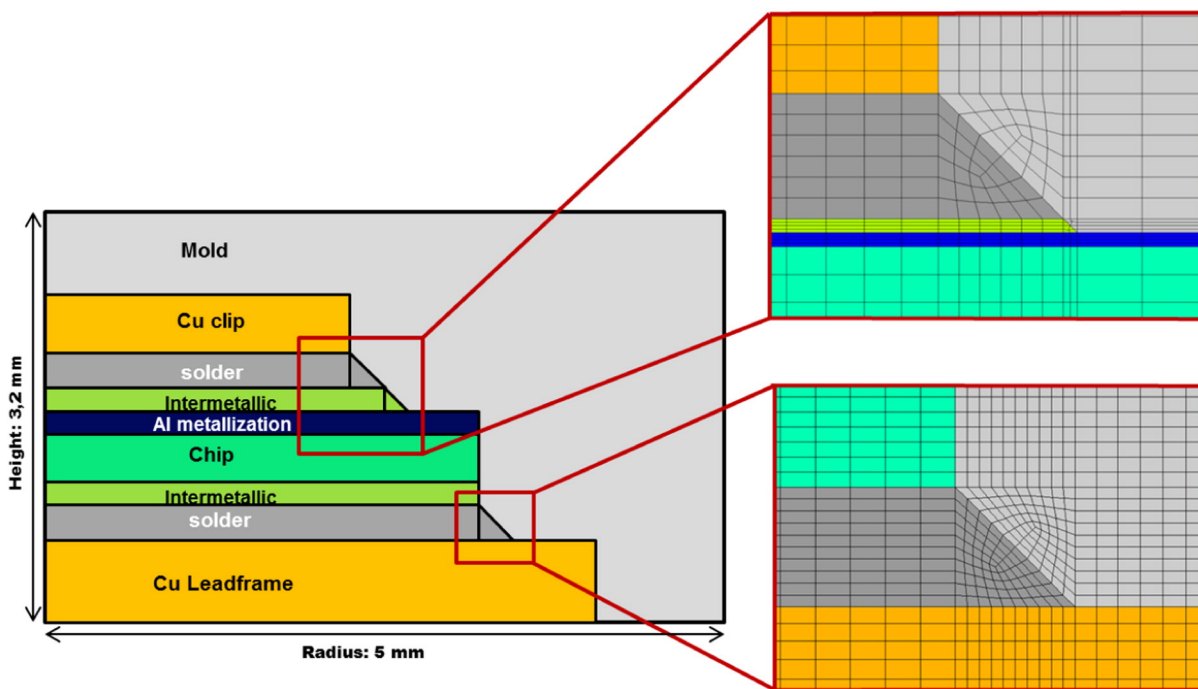 Mold
Cu clip
solder
Intermetallic
Al metallization
Chip
Intermetallic
solder
Cu Leadframe
Height: 3,2 mm
Radius: 5 mm